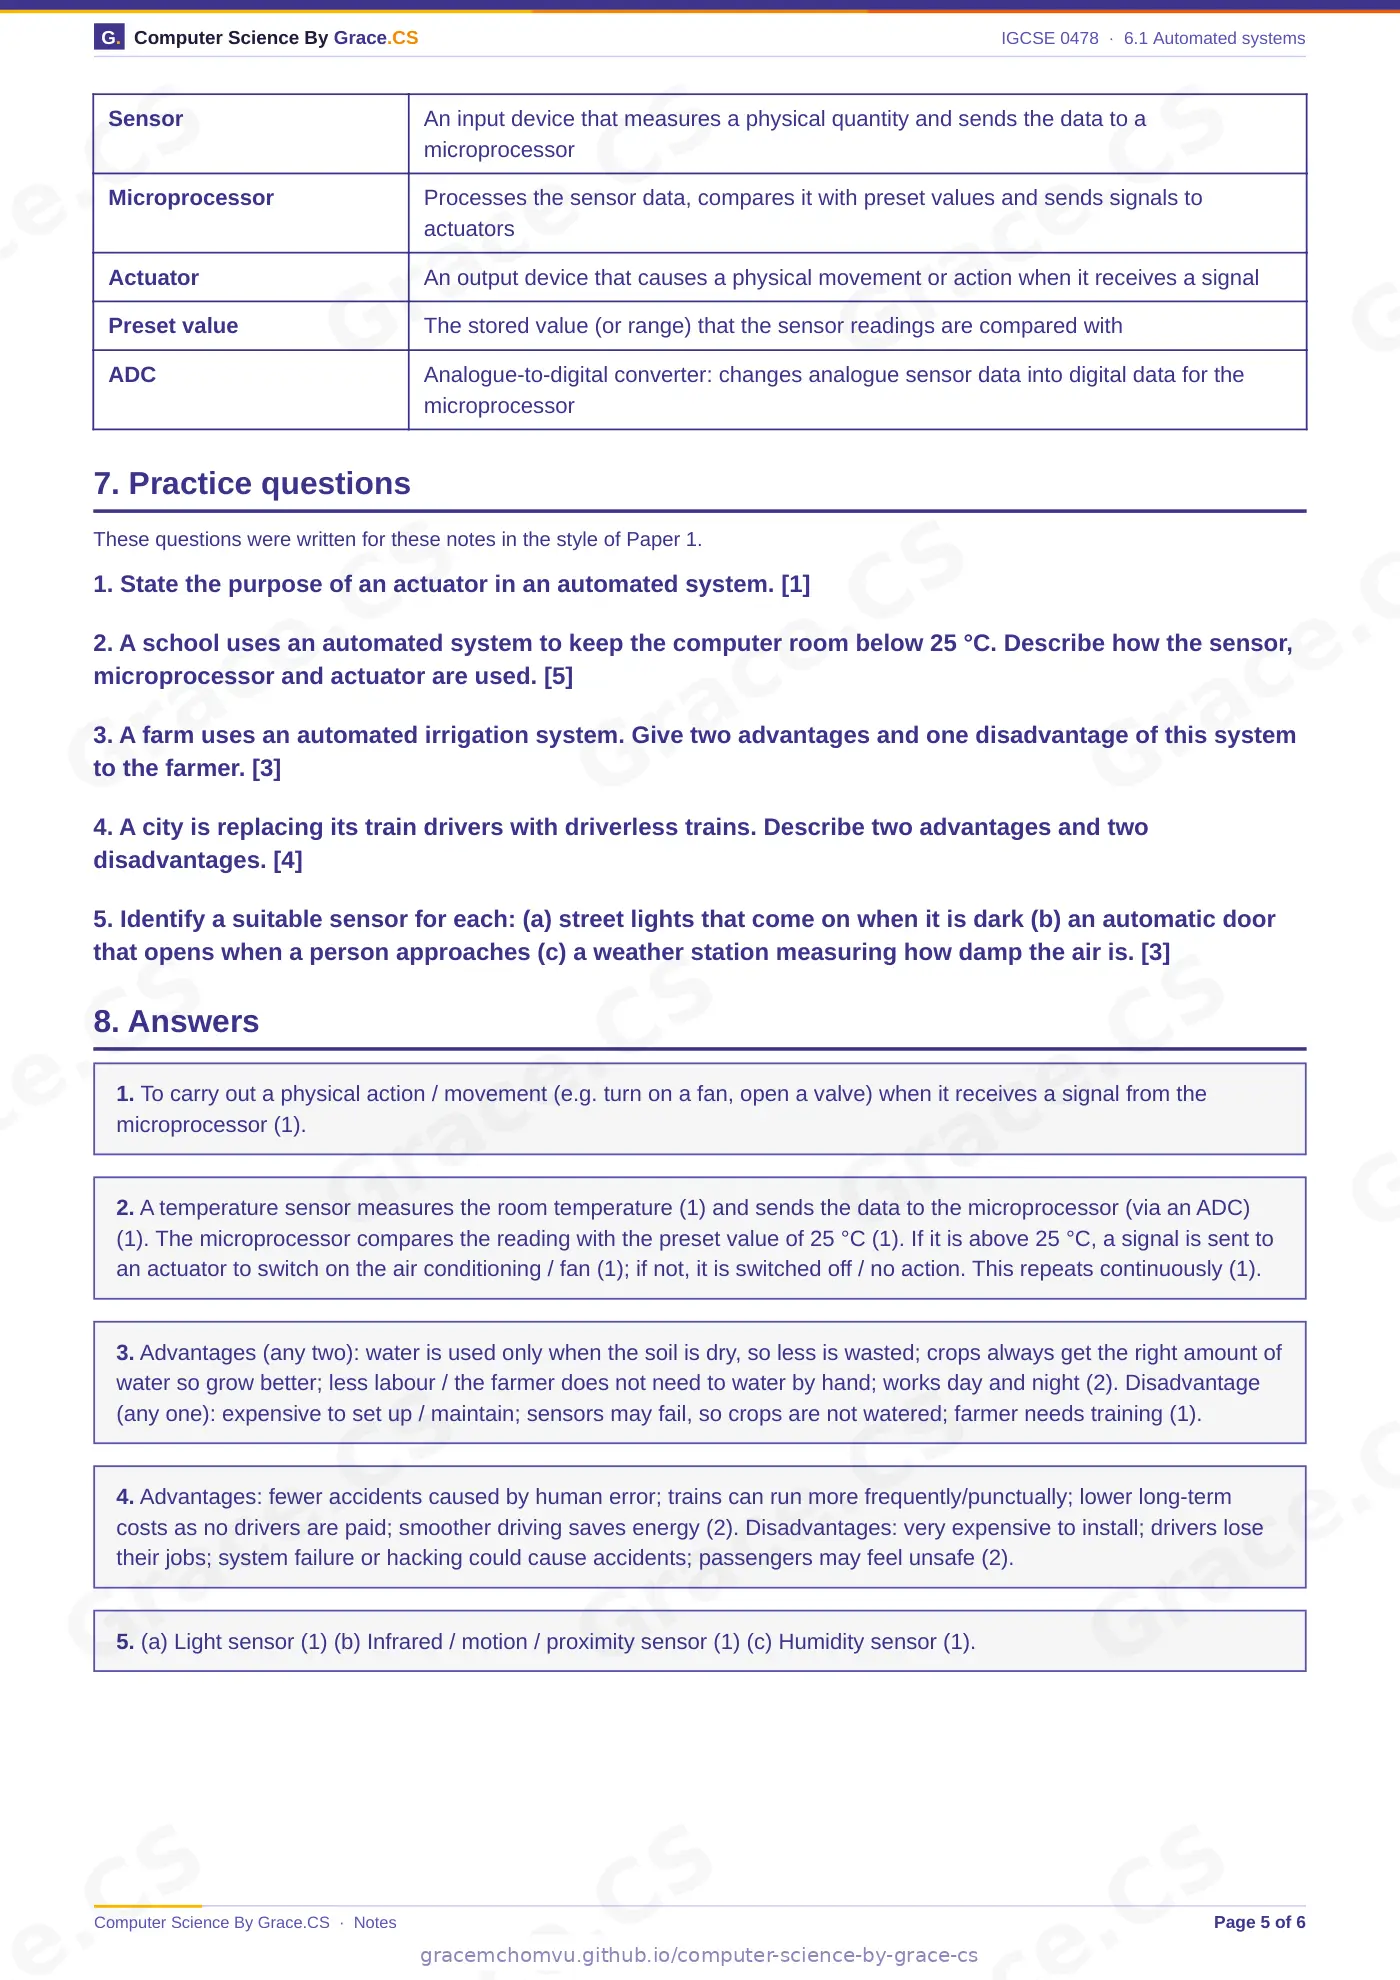 G. Computer Science By Grace.CS
IGCSE 0478 · 6.1 Automated systems
Sensor
An input device that measures a physical quantity and sends the data to a
microprocessor
Microprocessor
Processes the sensor data, compares it with preset values and sends signals to
actuators
Actuator
An output device that causes a physical movement or action when it receives a signal
Preset value
The stored value (or range) that the sensor readings are compared with
ADC
Analogue-to-digital converter: changes analogue sensor data into digital data for the
microprocessor
7. Practice questions
These questions were written for these notes in the style of Paper 1.
1. State the purpose of an actuator in an automated system. [1]
2. A school uses an automated system to keep the computer room below 25 °C. Describe how the sensor,
microprocessor and actuator are used. [5]
3. A farm uses an automated irrigation system. Give two advantages and one disadvantage of this system
to the farmer. [3]
4. A city is replacing its train drivers with driverless trains. Describe two advantages and two
disadvantages. [4]
5. Identify a suitable sensor for each: (a) street lights that come on when it is dark (b) an automatic door
that opens when a person approaches (c) a weather station measuring how damp the air is. [3]
8. Answers
1. To carry out a physical action / movement (e.g. turn on a fan, open a valve) when it receives a signal from the
microprocessor (1).
2. A temperature sensor measures the room temperature (1) and sends the data to the microprocessor (via an ADC)
(1). The microprocessor compares the reading with the preset value of 25 °C (1). If it is above 25 °C, a signal is sent to
an actuator to switch on the air conditioning / fan (1); if not, it is switched off / no action. This repeats continuously (1).
3. Advantages (any two): water is used only when the soil is dry, so less is wasted; crops always get the right amount of
water so grow better; less labour / the farmer does not need to water by hand; works day and night (2). Disadvantage
(any one): expensive to set up / maintain; sensors may fail, so crops are not watered; farmer needs training (1).
4. Advantages: fewer accidents caused by human error; trains can run more frequently/punctually; lower long-term
costs as no drivers are paid; smoother driving saves energy (2). Disadvantages: very expensive to install; drivers lose
their jobs; system failure or hacking could cause accidents; passengers may feel unsafe (2).
5. (a) Light sensor (1) (b) Infrared / motion / proximity sensor (1) (c) Humidity sensor (1).
Computer Science By Grace.CS · Notes
Page 5 of 6
gracemchomvu.github.io/computer-science-by-grace-cs